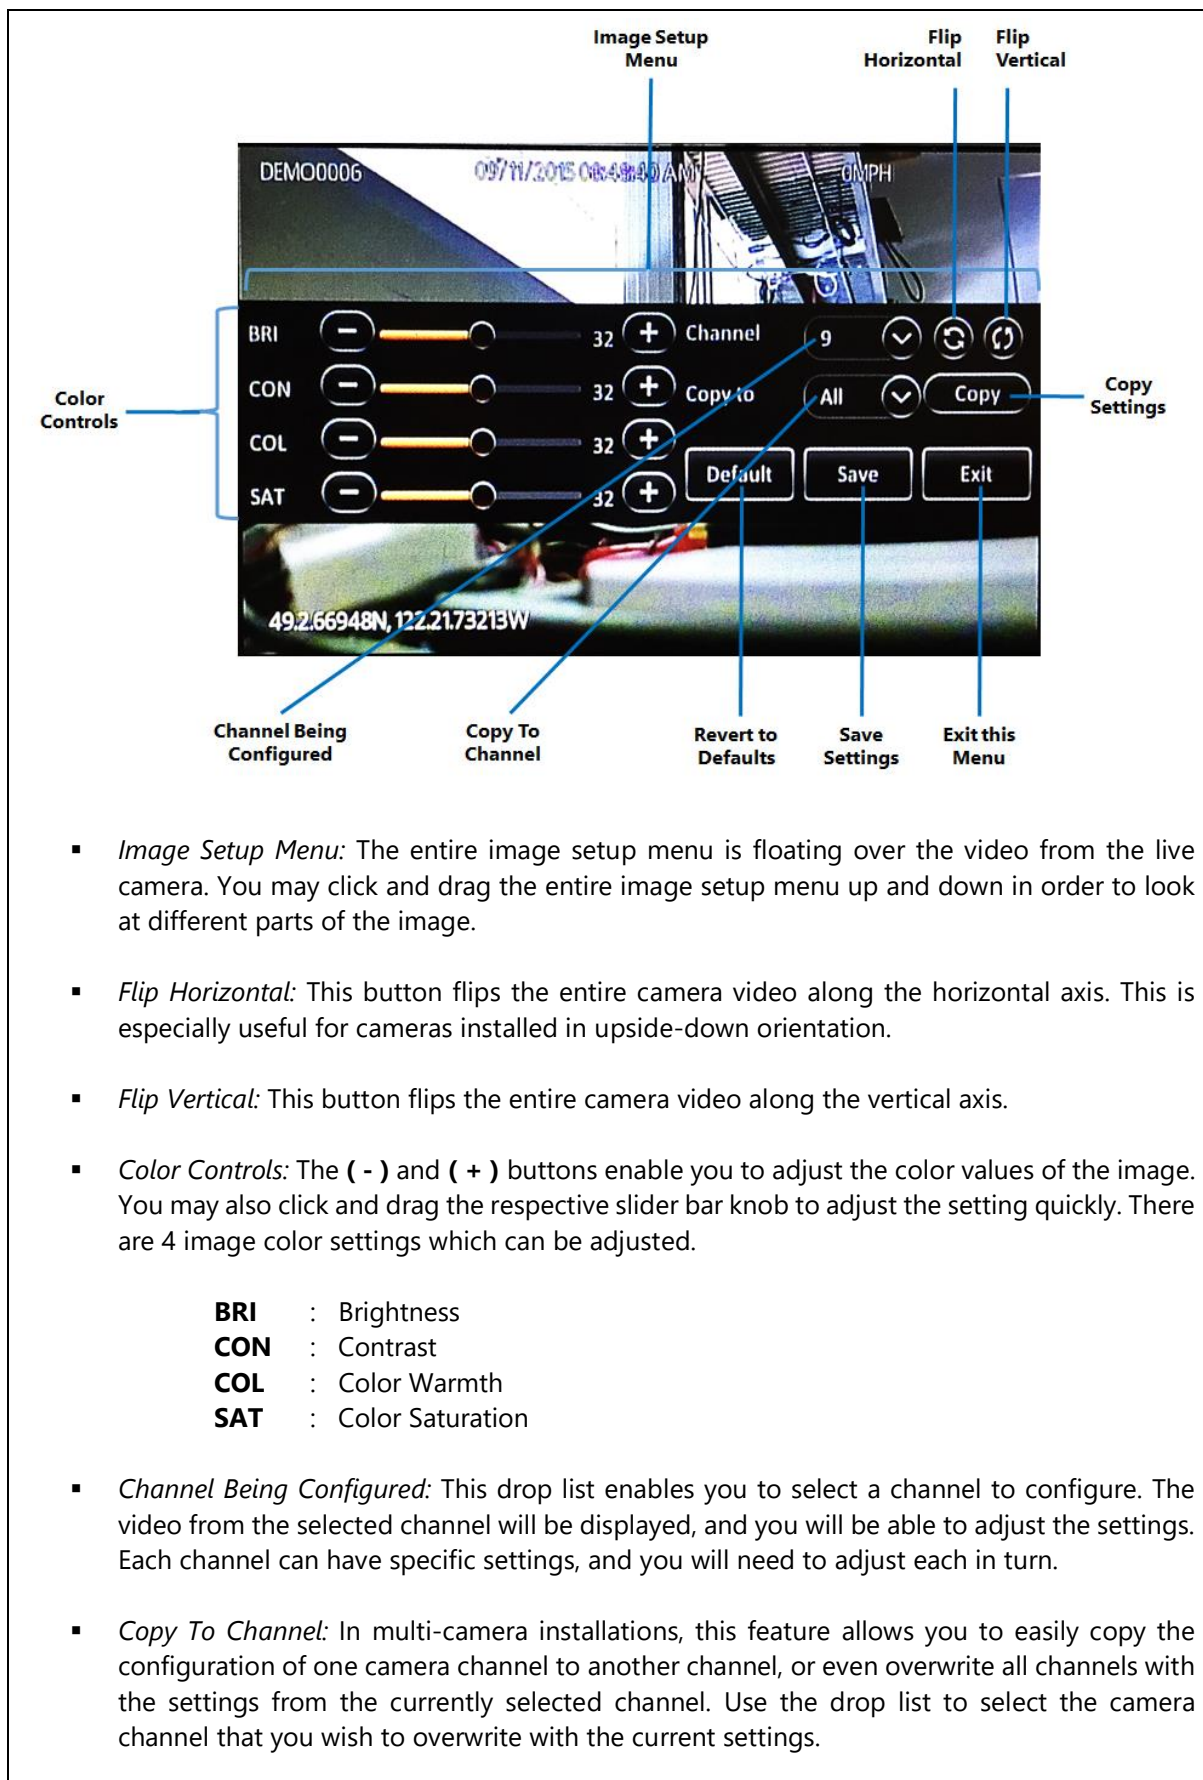 Image Setup
Menu
Flip
Horizontal
Flip
Vertical
DEMO0006 09/11/2015 08:48:40 AM 0MPH
BRI 32 Channel 9
CON 32 Copy to All Copy
COL 32
SAT 32 Default Save Exit
Color
Controls
Copy
Settings
49.2.66948N, 122.21.73213W
Channel Being
Configured
Copy To
Channel
Revert to
Defaults
Save
Settings
Exit this
Menu
▪ Image Setup Menu: The entire image setup menu is floating over the video from the live
camera. You may click and drag the entire image setup menu up and down in order to look
at different parts of the image.
▪ Flip Horizontal: This button flips the entire camera video along the horizontal axis. This is
especially useful for cameras installed in upside-down orientation.
▪ Flip Vertical: This button flips the entire camera video along the vertical axis.
▪ Color Controls: The ( - ) and ( + ) buttons enable you to adjust the color values of the image.
You may also click and drag the respective slider bar knob to adjust the setting quickly. There
are 4 image color settings which can be adjusted.
BRI : Brightness
CON : Contrast
COL : Color Warmth
SAT : Color Saturation
▪ Channel Being Configured: This drop list enables you to select a channel to configure. The
video from the selected channel will be displayed, and you will be able to adjust the settings.
Each channel can have specific settings, and you will need to adjust each in turn.
▪ Copy To Channel: In multi-camera installations, this feature allows you to easily copy the
configuration of one camera channel to another channel, or even overwrite all channels with
the settings from the currently selected channel. Use the drop list to select the camera
channel that you wish to overwrite with the current settings.